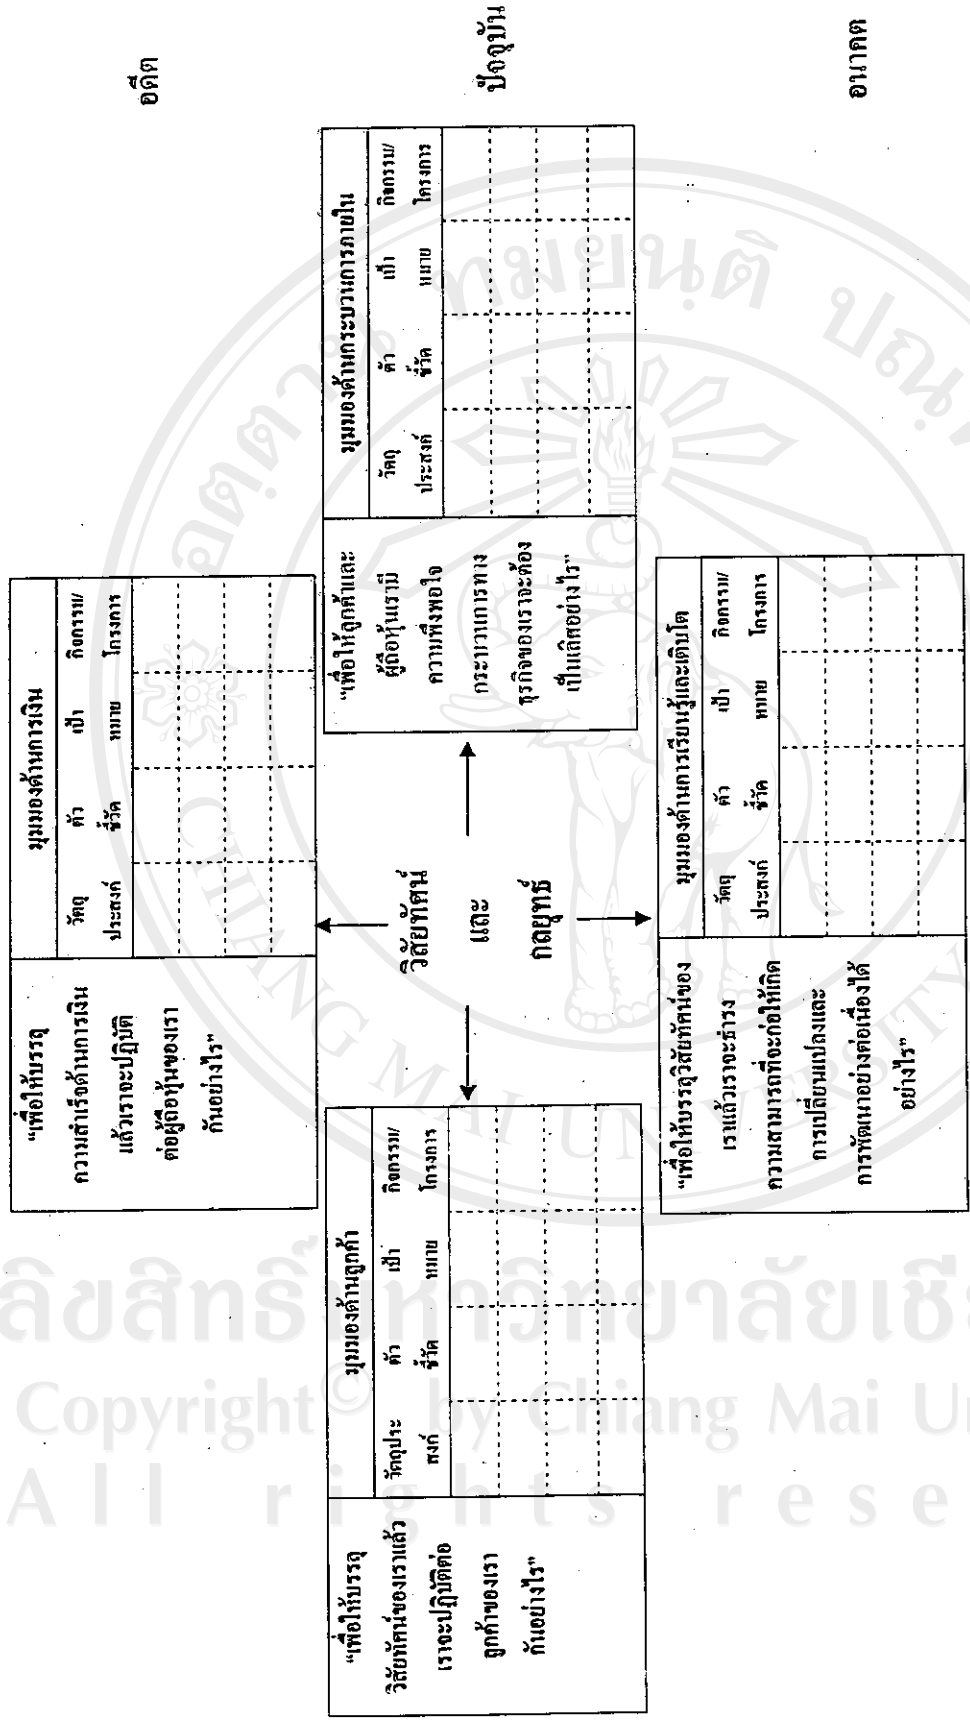 อดีต
มุมมองด้านการเงิน
"เพื่อให้บรรลุ
ความสำเร็จด้านการเงิน
แล้วเราจะปฏิบัติ
ต่อผู้ถือหุ้นของเรา
กันอย่างไร"
วัตถุ
ประสงค์
ตัว
ชี้วัด
เป้า
หมาย
กิจกรรม/
โครงการ
ปัจจุบัน
มุมมองด้านลูกค้า
"เพื่อให้บรรลุ
วิสัยทัศน์ของเราแล้ว
เราจะปฏิบัติต่อ
ลูกค้าของเรา
กันอย่างไร"
วัตถุประ
สงค์
ตัว
ชี้วัด
เป้า
หมาย
กิจกรรม/
โครงการ
วิสัยทัศน์
และ
กลยุทธ์
มุมมองด้านกระบวนการภายใน
"เพื่อให้ลูกค้าและ
ผู้ถือหุ้นเรามี
ความพึงพอใจ
กระบวนการทาง
ธุรกิจของเราจะต้อง
เป็นเลิศอย่างไร"
วัตถุ
ประสงค์
ตัว
ชี้วัด
เป้า
หมาย
กิจกรรม/
โครงการ
อนาคต
มุมมองด้านการเรียนรู้และเติบโต
"เพื่อให้บรรลุวิสัยทัศน์ของ
เราแล้วเราจะธำรง
ความสามารถที่จะก่อให้เกิด
การเปลี่ยนแปลงและ
การพัฒนาอย่างต่อเนื่องได้
อย่างไร"
วัตถุ
ประสงค์
ตัว
ชี้วัด
เป้า
หมาย
กิจกรรม/
โครงการ
CHIANG MAI UNIVERSITY
Copyright © by Chiang Mai Un
All rights rese